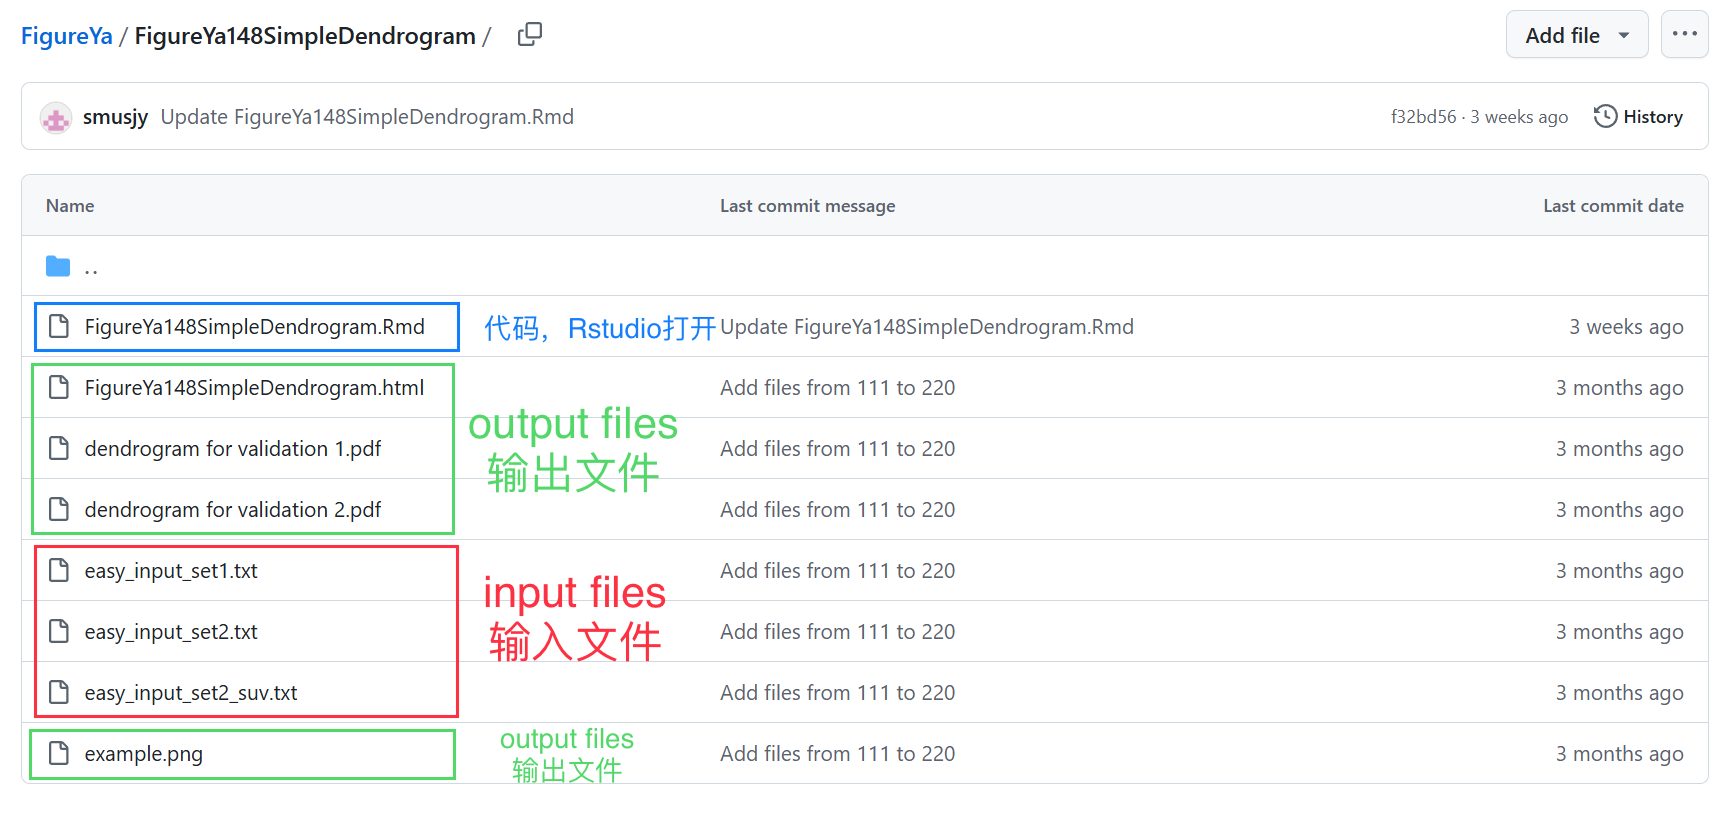 FigureYa / FigureYa148SimpleDendrogram /
Add file
smusjy Update FigureYa148SimpleDendrogram.Rmd
f32bd56 · 3 weeks ago
History
Name Last commit message Last commit date
..
FigureYa148SimpleDendrogram.Rmd 代码，Rstudio打开 Update FigureYa148SimpleDendrogram.Rmd 3 weeks ago
FigureYa148SimpleDendrogram.html Add files from 111 to 220 3 months ago
output files
dendrogram for validation 1.pdf Add files from 111 to 220 3 months ago
输出文件
dendrogram for validation 2.pdf Add files from 111 to 220 3 months ago
easy_input_set1.txt Add files from 111 to 220 3 months ago
input files
easy_input_set2.txt Add files from 111 to 220 3 months ago
输入文件
easy_input_set2_suv.txt Add files from 111 to 220 3 months ago
output files
example.png Add files from 111 to 220 3 months ago
输出文件